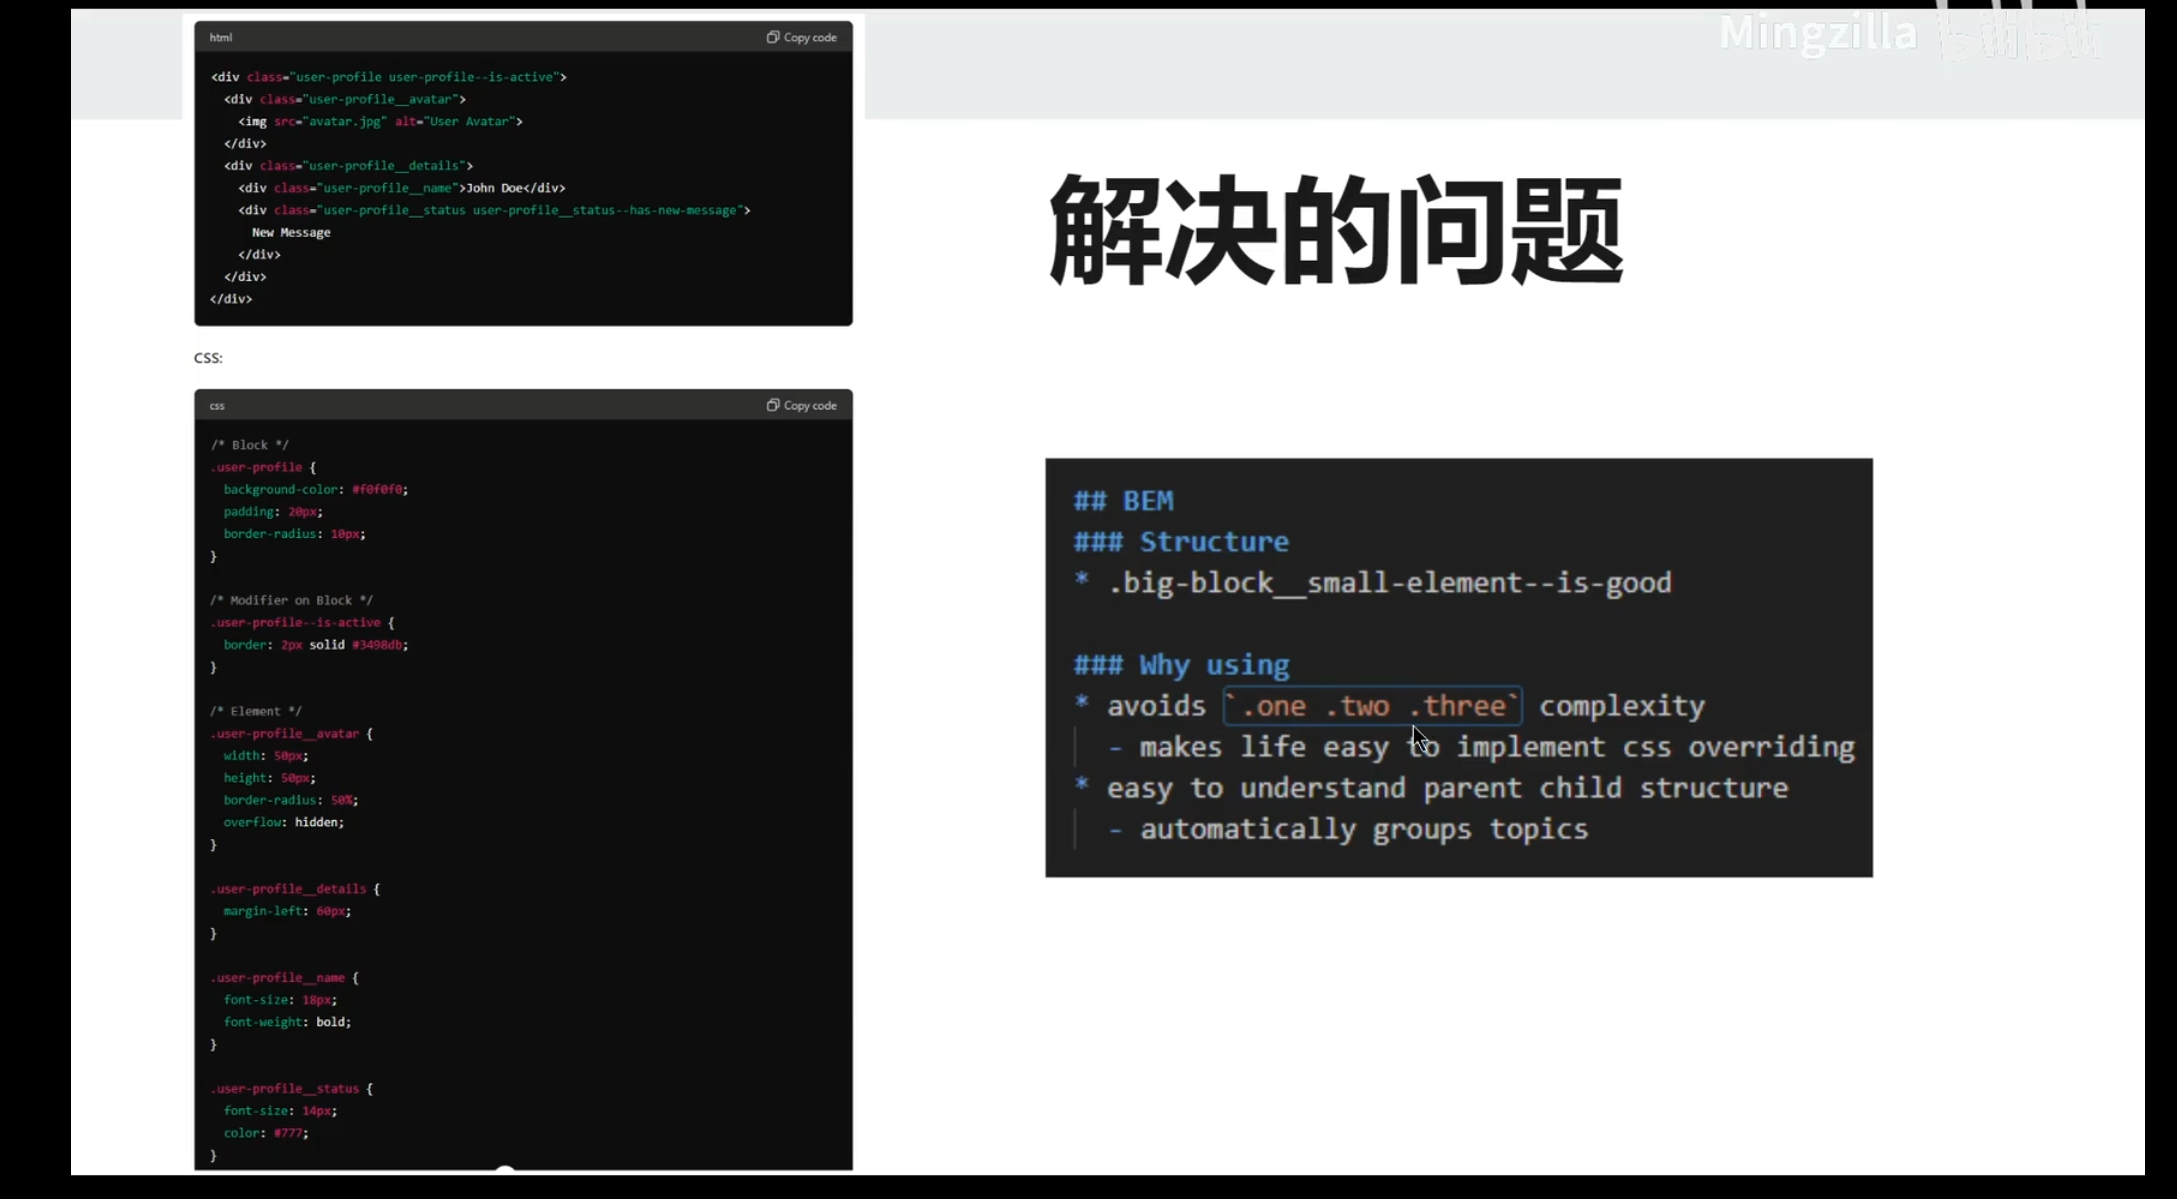 Mingzilla bilibili
html
Copy code
<div class="user-profile user-profile--is-active">
<div class="user-profile__avatar">
<img src="avatar.jpg" alt="User Avatar">
</div>
<div class="user-profile__details">
<div class="user-profile__name">John Doe</div>
<div class="user-profile__status user-profile__status--has-new-message">
New Message
</div>
</div>
</div>
CSS:
css
Copy code
/* Block */
.user-profile {
background-color: #f0f0f0;
padding: 20px;
border-radius: 10px;
}
/* Modifier on Block */
.user-profile--is-active {
border: 2px solid #3498db;
}
/* Element */
.user-profile__avatar {
width: 50px;
height: 50px;
border-radius: 50%;
overflow: hidden;
}
.user-profile__details {
margin-left: 60px;
}
.user-profile__name {
font-size: 18px;
font-weight: bold;
}
.user-profile__status {
font-size: 14px;
color: #777;
}
解决的问题
## BEM
### Structure
* .big-block__small-element--is-good
### Why using
* avoids `.one .two .three` complexity
- makes life easy to implement css overriding
* easy to understand parent child structure
- automatically groups topics